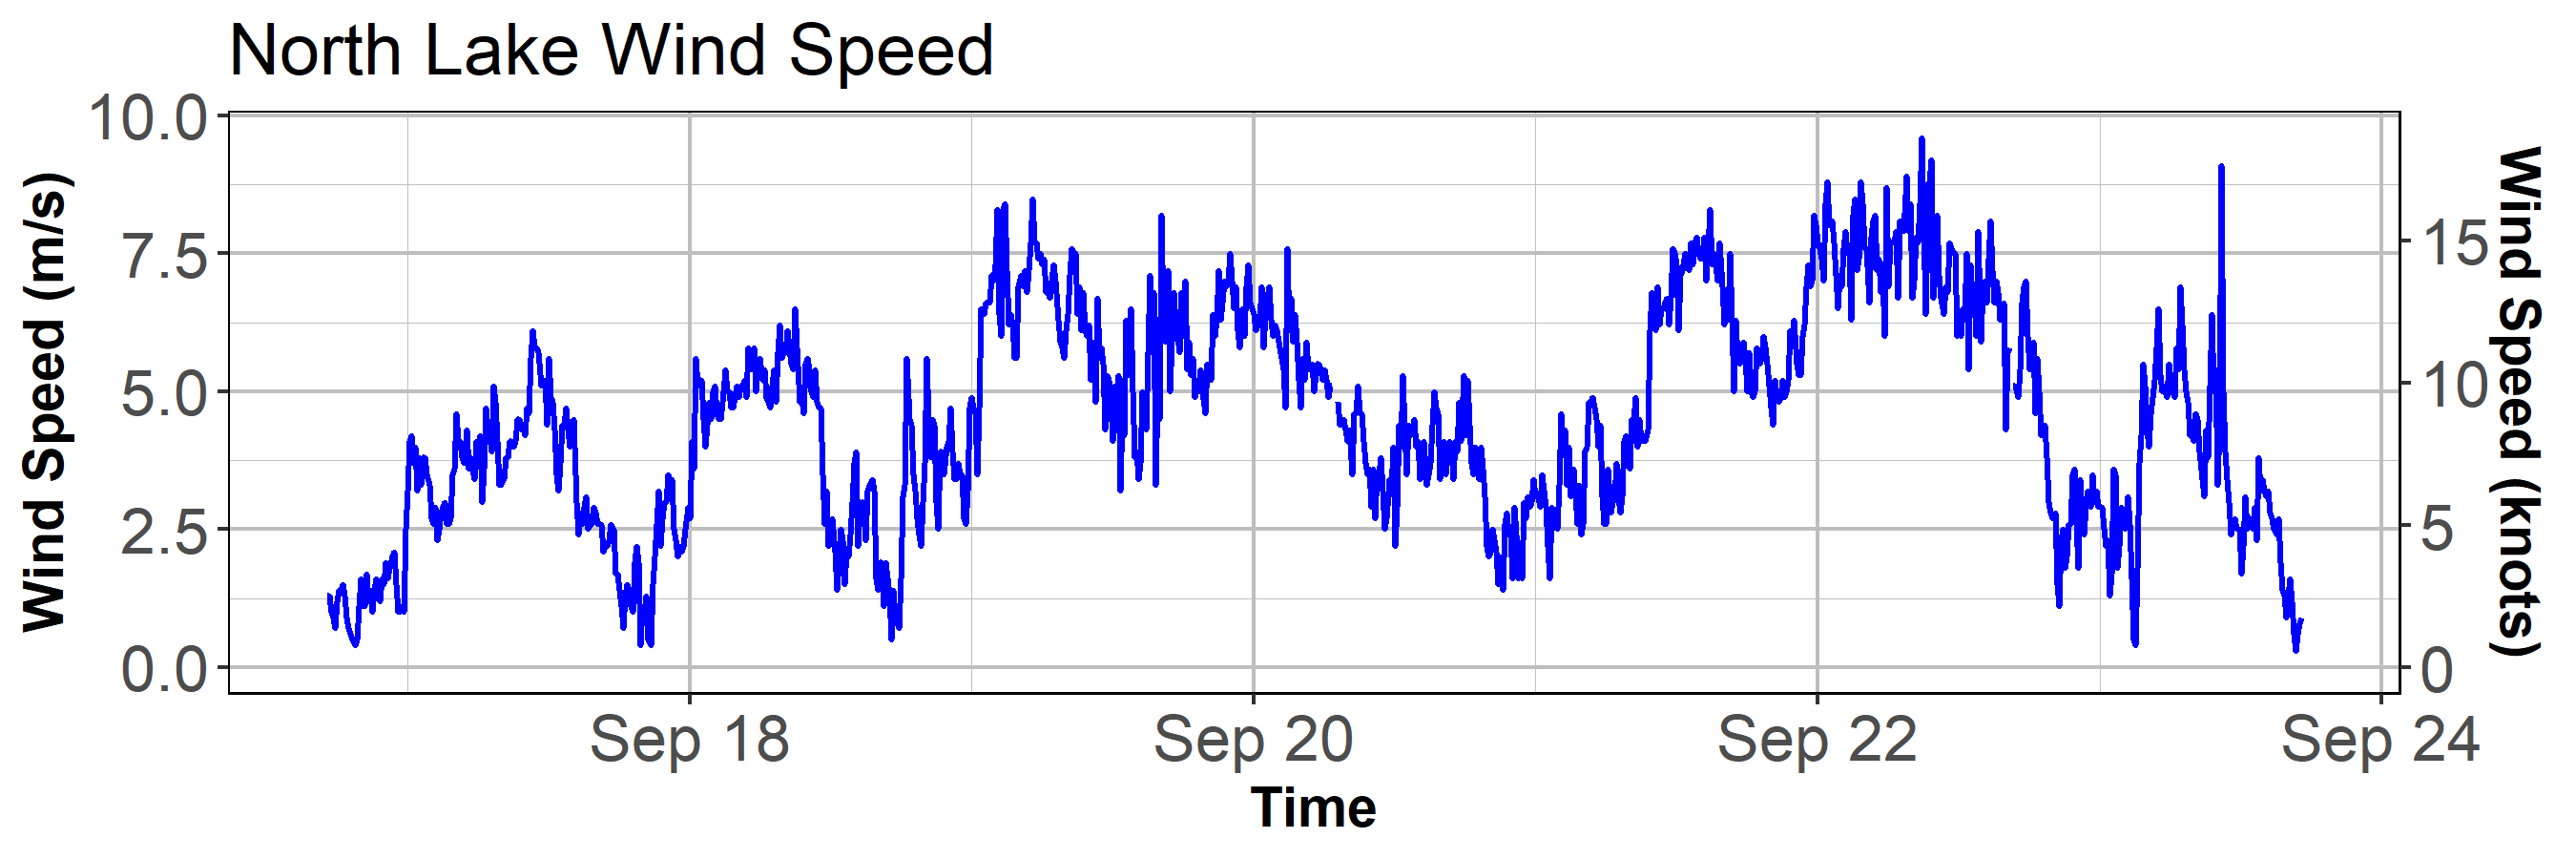 North Lake Wind Speed
Wind Speed (m/s)
10.0
7.5
5.0
2.5
0.0
Wind Speed (knots)
15
10
5
0
Sep 18
Sep 20
Sep 22
Sep 24
Time